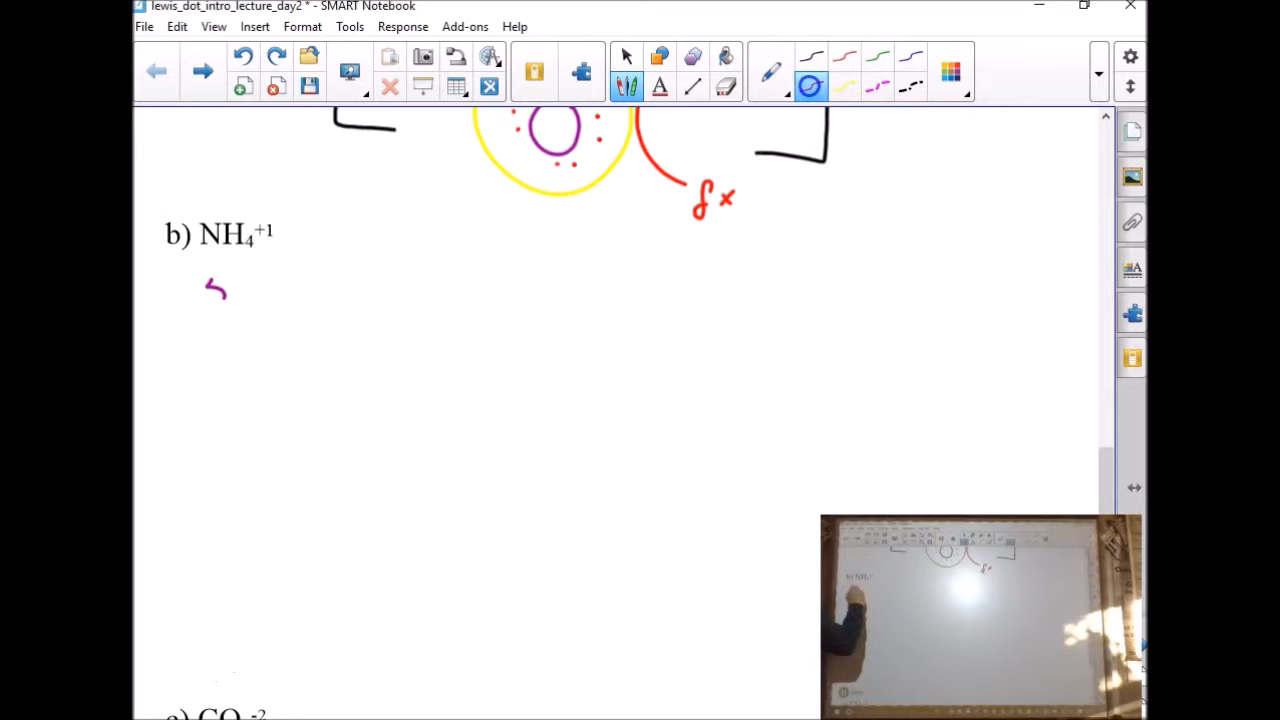 lewis_dot_intro_lecture_day2 * - SMART Notebook
File Edit View Insert Format Tools Response Add-ons Help
b) NH₄⁺¹